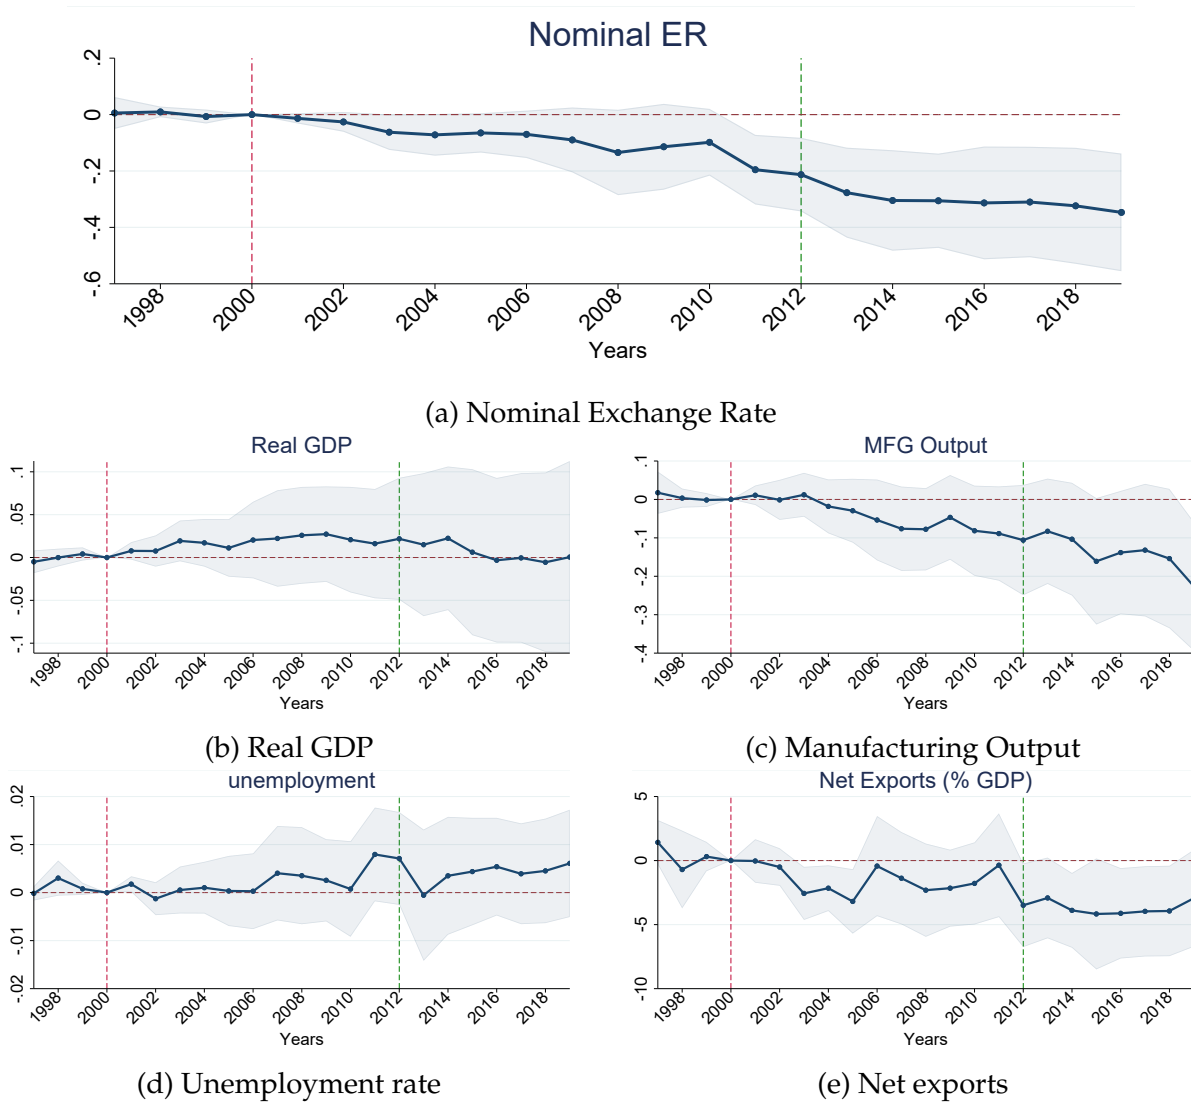 Nominal ER
.2
0
-.2
-.4
-.6
1998 2000 2002 2004 2006 2008 2010 2012 2014 2016 2018
Years
(a) Nominal Exchange Rate
Real GDP
.1
.05
0
-.05
-.1
1998 2000 2002 2004 2006 2008 2010 2012 2014 2016 2018
Years
(b) Real GDP
MFG Output
.1
0
-.1
-.2
-.3
-.4
1998 2000 2002 2004 2006 2008 2010 2012 2014 2016 2018
Years
(c) Manufacturing Output
unemployment
.02
.01
0
-.01
-.02
1998 2000 2002 2004 2006 2008 2010 2012 2014 2016 2018
Years
(d) Unemployment rate
Net Exports (% GDP)
5
0
-5
-10
1998 2000 2002 2004 2006 2008 2010 2012 2014 2016 2018
Years
(e) Net exports